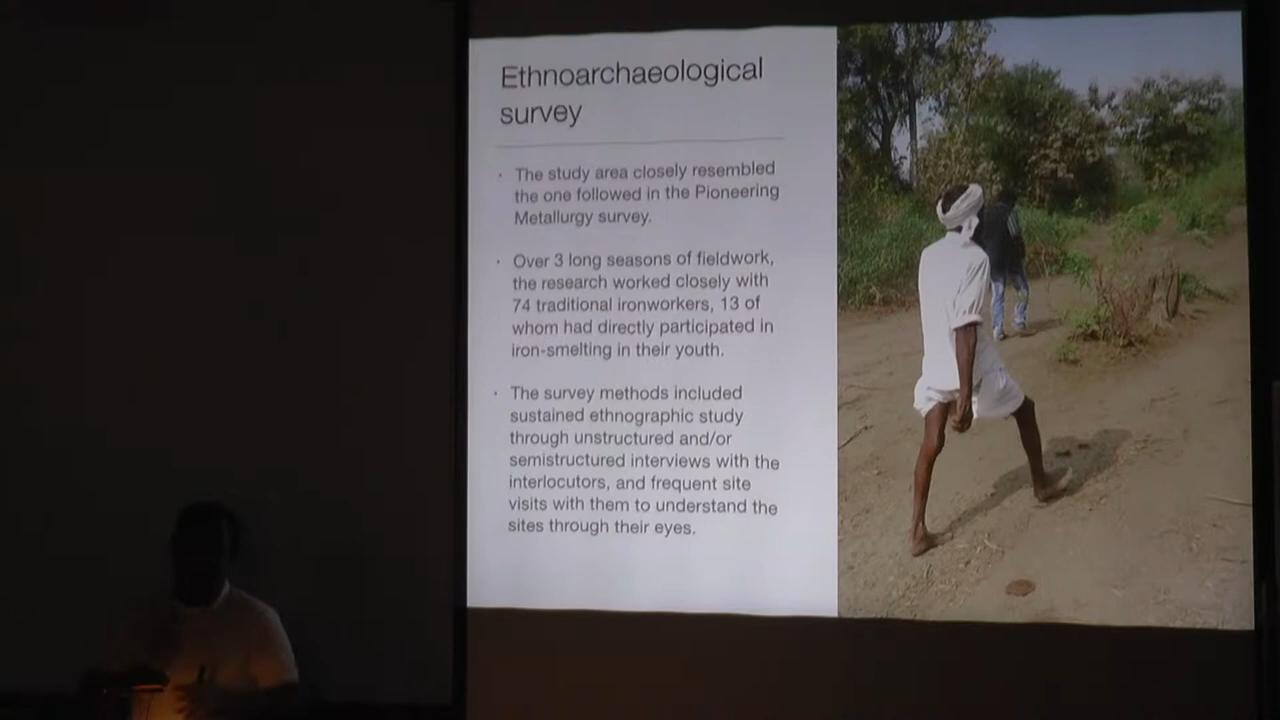 Ethnoarchaeological
survey
· The study area closely resembled
the one followed in the Pioneering
Metallurgy survey.
· Over 3 long seasons of fieldwork,
the research worked closely with
74 traditional ironworkers, 13 of
whom had directly participated in
iron-smelting in their youth.
· The survey methods included
sustained ethnographic study
through unstructured and/or
semistructured interviews with the
interlocutors, and frequent site
visits with them to understand the
sites through their eyes.